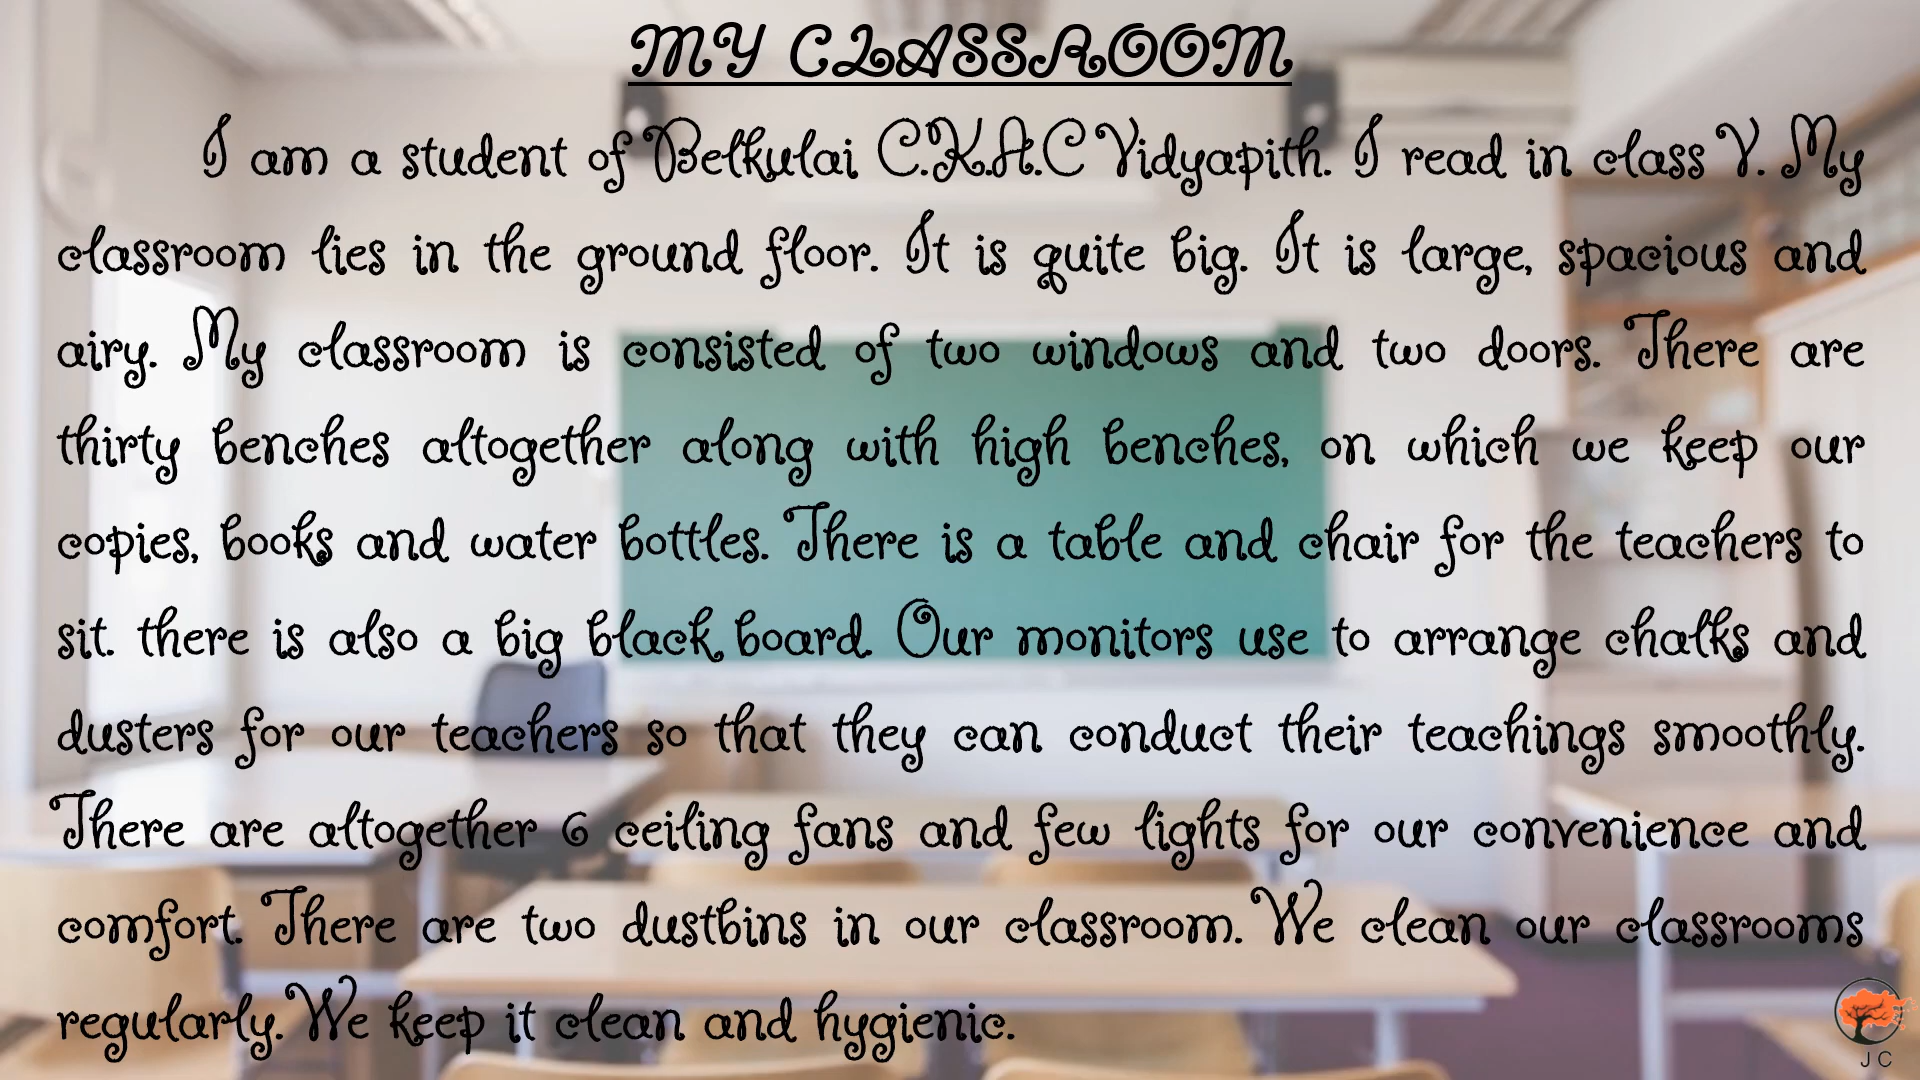 MY CLASSROOM
I am a student of Belkulai C.K.A.C Vidyapith. I read in class V. My
classroom lies in the ground floor. It is quite big. It is large, spacious and
airy. My classroom is consisted of two windows and two doors. There are
thirty benches altogether along with high benches, on which we keep our
copies, books and water bottles. There is a table and chair for the teachers to
sit. there is also a big black board. Our monitors use to arrange chalks and
dusters for our teachers so that they can conduct their teachings smoothly.
There are altogether 6 ceiling fans and few lights for our convenience and
comfort. There are two dustbins in our classroom. We clean our classrooms
regularly. We keep it clean and hygienic.
J C